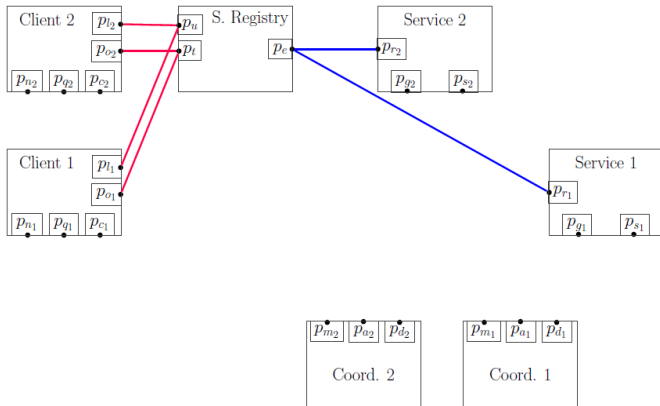 Client 2
p_{l_2}
p_{o_2}
p_{n_2} p_{q_2} p_{c_2}
S. Registry
p_u
p_t
p_e
Service 2
p_{r_2}
p_{g_2} p_{s_2}
Client 1
p_{l_1}
p_{o_1}
p_{n_1} p_{q_1} p_{c_1}
Service 1
p_{r_1}
p_{g_1} p_{s_1}
p_{m_2} p_{a_2} p_{d_2}
Coord. 2
p_{m_1} p_{a_1} p_{d_1}
Coord. 1